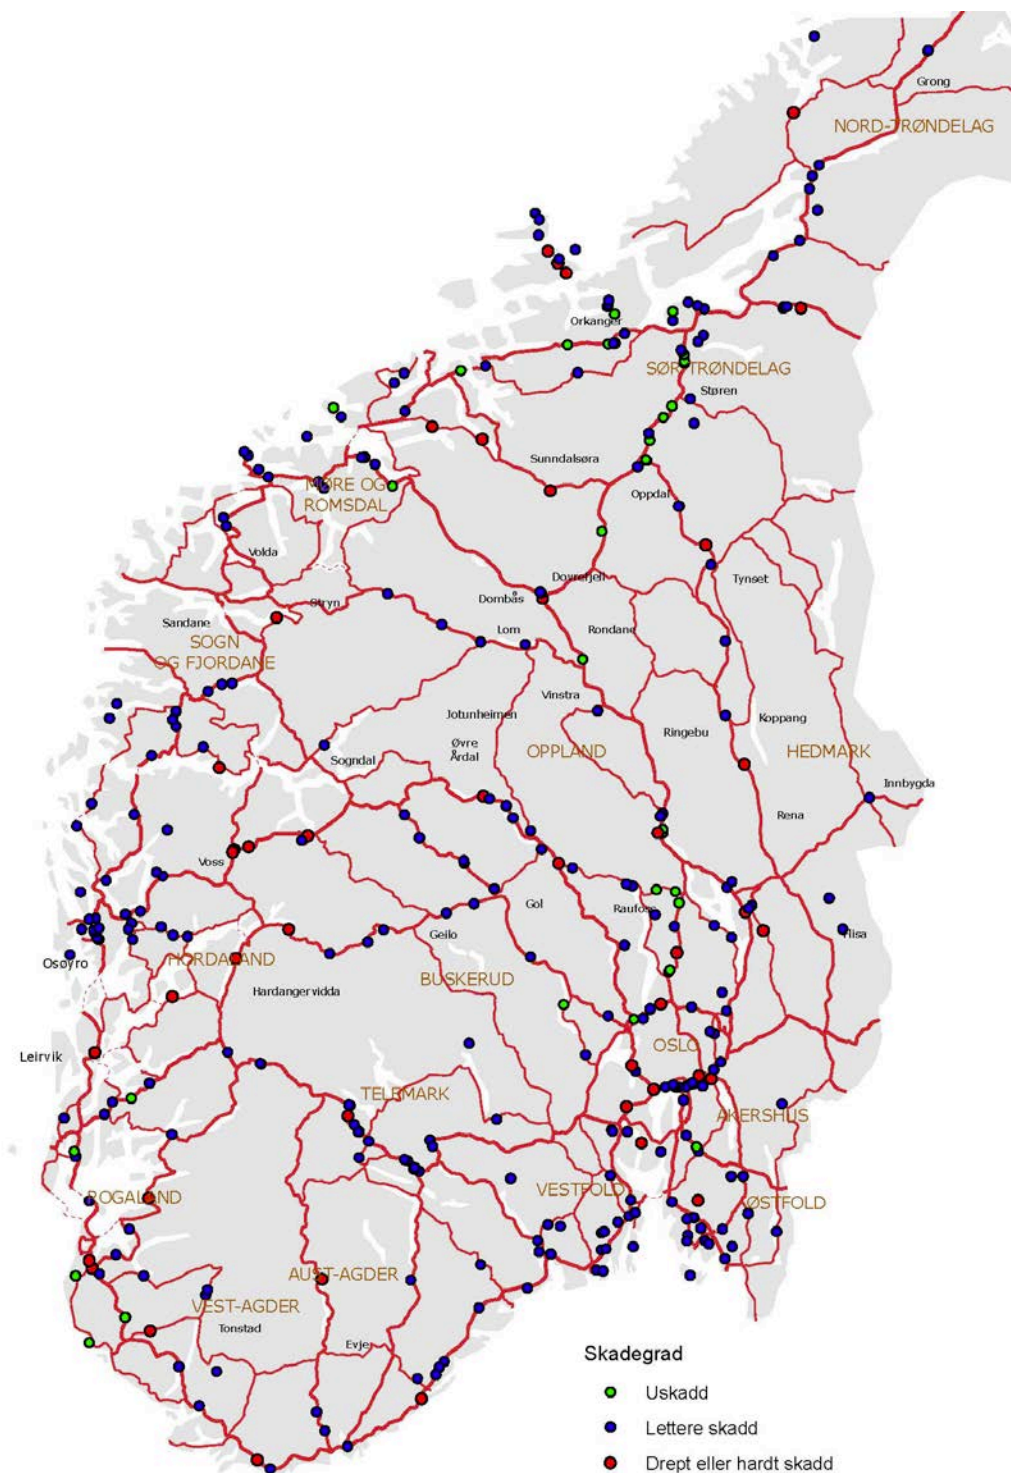 Grong
NORD-TRØNDELAG
Orkanger
SØR-TRØNDELAG
Støren
Sunndalsøra
MØRE OG
ROMSDAL
Oppdal
Volda
Dovrefjell
Tynset
Stryn
Dombås
Sandane
Lom
Rondane
SOGN
OG FJORDANE
Vinstra
Jotunheimen
Koppang
Ringebu
Øvre
Årdal
OPPLAND
HEDMARK
Sogndal
Innbygda
Rena
Voss
Gol
Raufoss
Flisa
Geilo
Osøyro
HORDALAND
BUSKERUD
Hardangervidda
OSLO
Leirvik
TELEMARK
AKERSHUS
ROGALAND
VESTFOLD
ØSTFOLD
AUST-AGDER
VEST-AGDER
Tonstad
Evje
Skadegrad
Uskadd
Lettere skadd
Drept eller hardt skadd